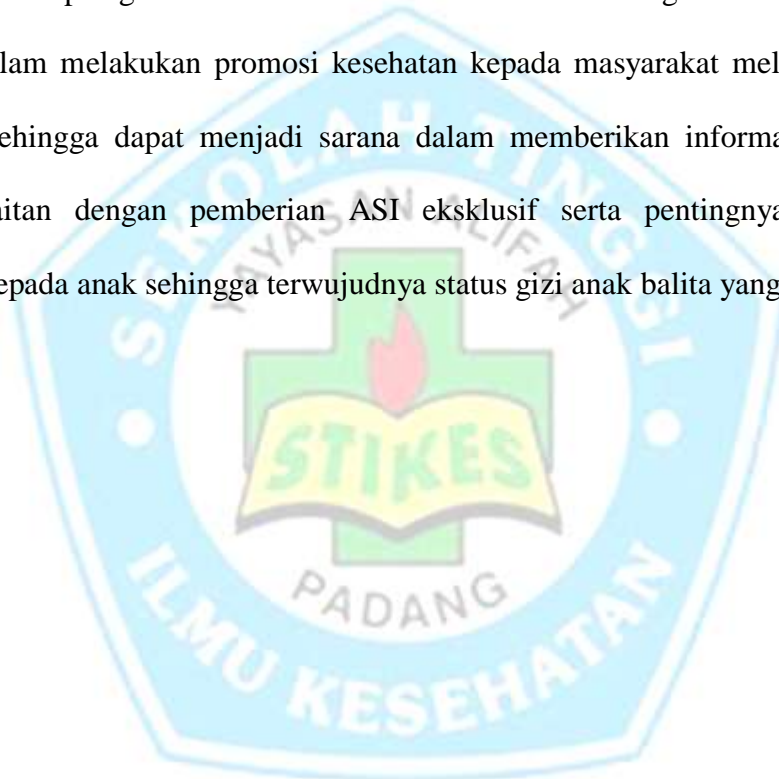 lam melakukan promosi kesehatan kepada masyarakat mel
ehingga dapat menjadi sarana dalam memberikan informa
aitan dengan pemberian ASI eksklusif serta pentingnya
epada anak sehingga terwujudnya status gizi anak balita yang
SEKOLAH TINGGI
YAYASAN ALIFAH
STIKES
PADANG
ILMU KESEHATAN